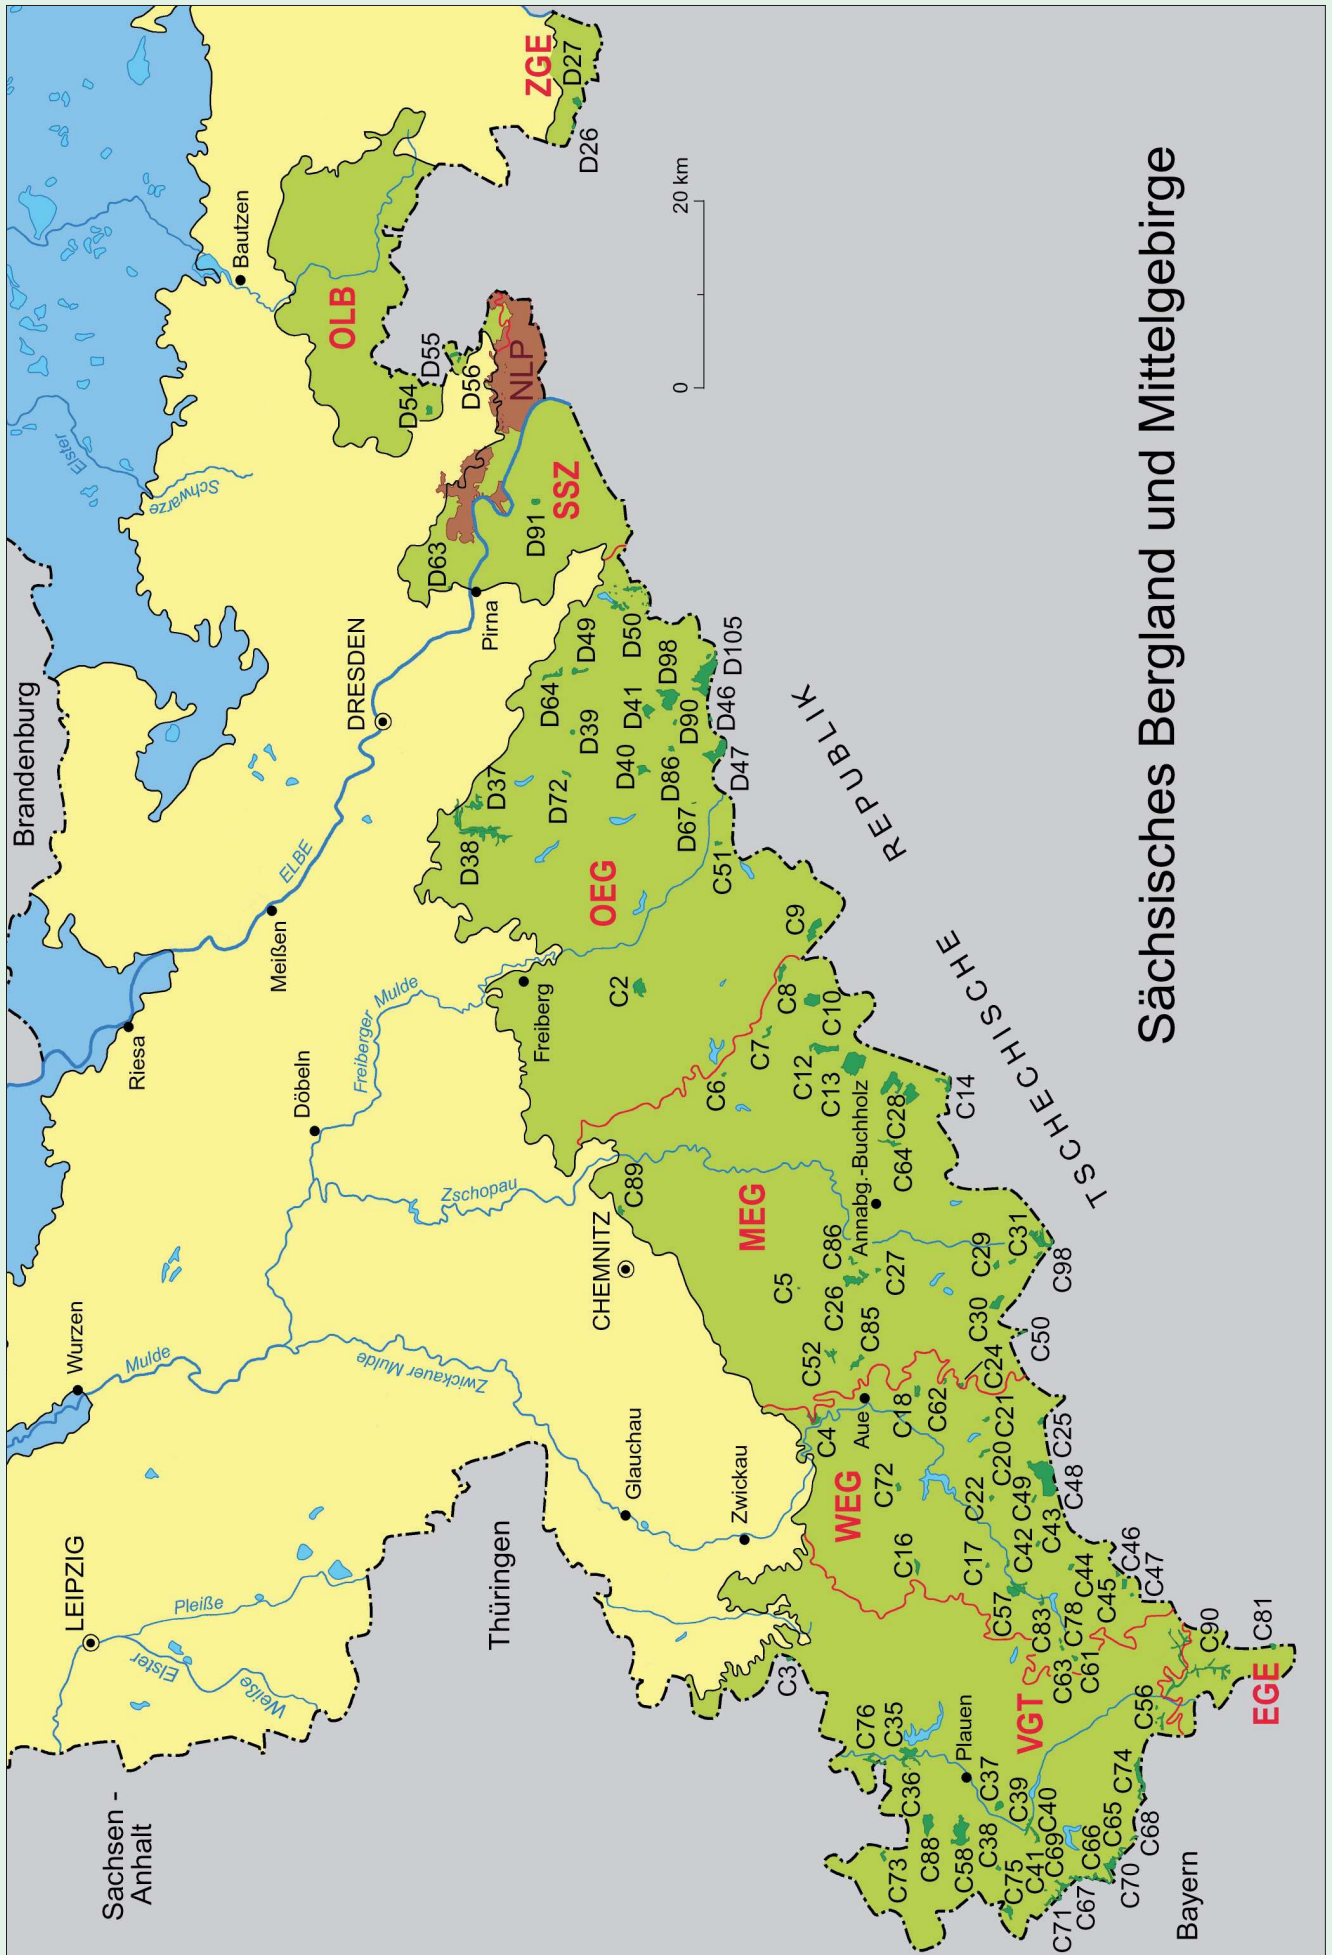 Sachsen -
Anhalt
Brandenburg
Thüringen
Bayern
TSCHECHISCHE
REPUBLIK
Sächsisches Bergland und Mittelgebirge
0
20 km
LEIPZIG
Wurzen
Riesa
Döbeln
Meißen
DRESDEN
Bautzen
Pirna
Freiberg
CHEMNITZ
Glauchau
Zwickau
Aue
Annabg.-Buchholz
Plauen
Pleiße
Weiße
Elster
Mulde
Zwickauer Mulde
Zschopau
Freiberger
Mulde
ELBE
Schwarze
Elster
VGT
WEG
MEG
OEG
EGE
SSZ
NLP
OLB
ZGE
C2
C3
C4
C5
C6
C7
C8
C9
C10
C12
C13
C14
C16
C17
C18
C20
C21
C22
C24
C25
C26
C27
C28
C29
C30
C31
C35
C36
C37
C38
C39
C40
C41
C42
C43
C44
C45
C46
C47
C48
C49
C50
C51
C52
C56
C57
C58
C61
C62
C63
C64
C65
C66
C67
C68
C69
C70
C71
C72
C73
C74
C75
C76
C78
C81
C83
C85
C86
C88
C89
C90
C98
D26
D27
D37
D38
D39
D40
D41
D46
D47
D49
D50
D54
D55
D56
D63
D64
D67
D72
D86
D90
D91
D98
D105